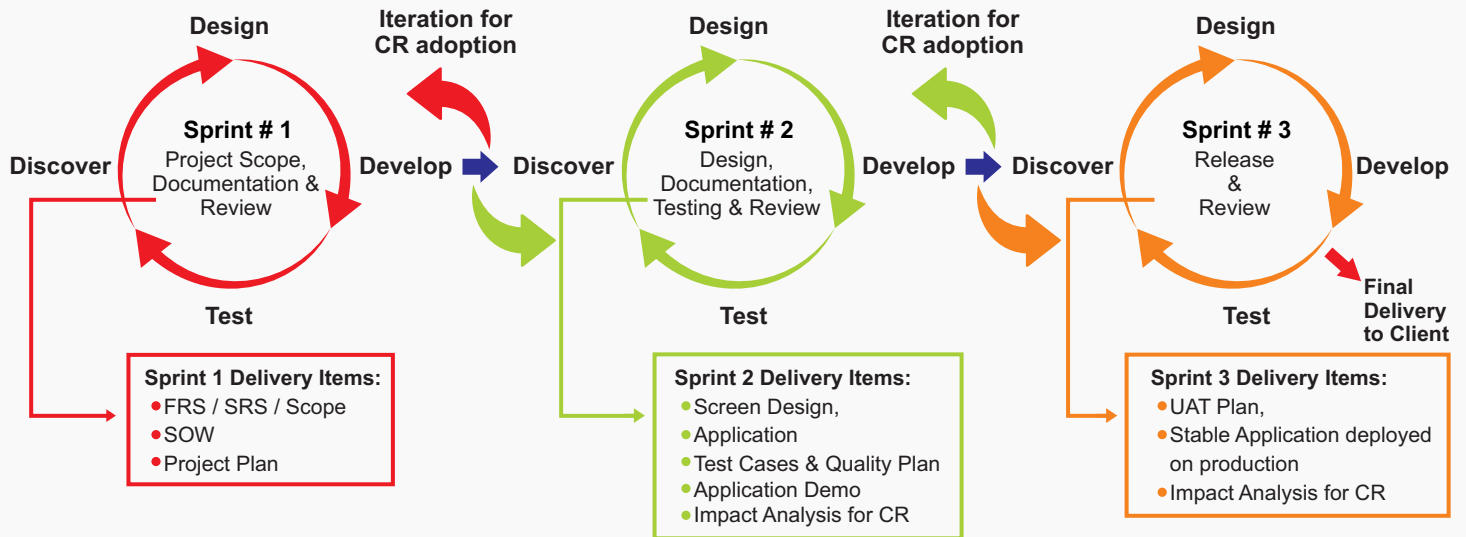 Design
Iteration for
CR adoption
Design
Iteration for
CR adoption
Design
Sprint # 1
Project Scope,
Documentation &
Review
Discover
Develop
Test
Sprint # 2
Design,
Documentation,
Testing & Review
Discover
Develop
Test
Sprint # 3
Release
&
Review
Discover
Develop
Test
Final
Delivery
to Client
Sprint 1 Delivery Items:
FRS / SRS / Scope
SOW
Project Plan
Sprint 2 Delivery Items:
Screen Design,
Application
Test Cases & Quality Plan
Application Demo
Impact Analysis for CR
Sprint 3 Delivery Items:
UAT Plan,
Stable Application deployed
on production
Impact Analysis for CR